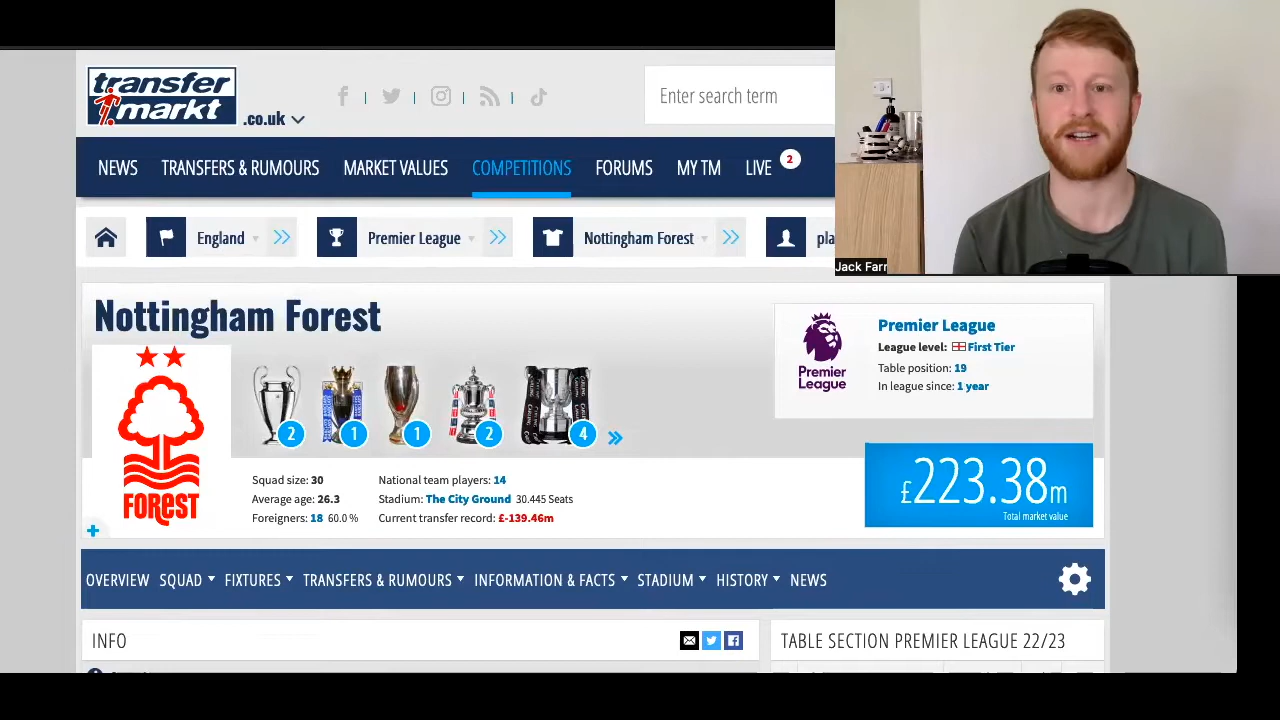 transfer
markt
.co.uk
Enter search term
NEWS TRANSFERS & RUMOURS MARKET VALUES COMPETITIONS FORUMS MY TM LIVE 2
England Premier League Nottingham Forest pla
Jack Farr
Nottingham Forest
Premier League
League level: First Tier
Table position: 19
In league since: 1 year
Premier
League
2 1 1 2 4
FOREST
Squad size: 30
Average age: 26.3
Foreigners: 18 60.0 %
National team players: 14
Stadium: The City Ground 30.445 Seats
Current transfer record: £-139.46m
£223.38m
Total market value
OVERVIEW SQUAD FIXTURES TRANSFERS & RUMOURS INFORMATION & FACTS STADIUM HISTORY NEWS
INFO
TABLE SECTION PREMIER LEAGUE 22/23